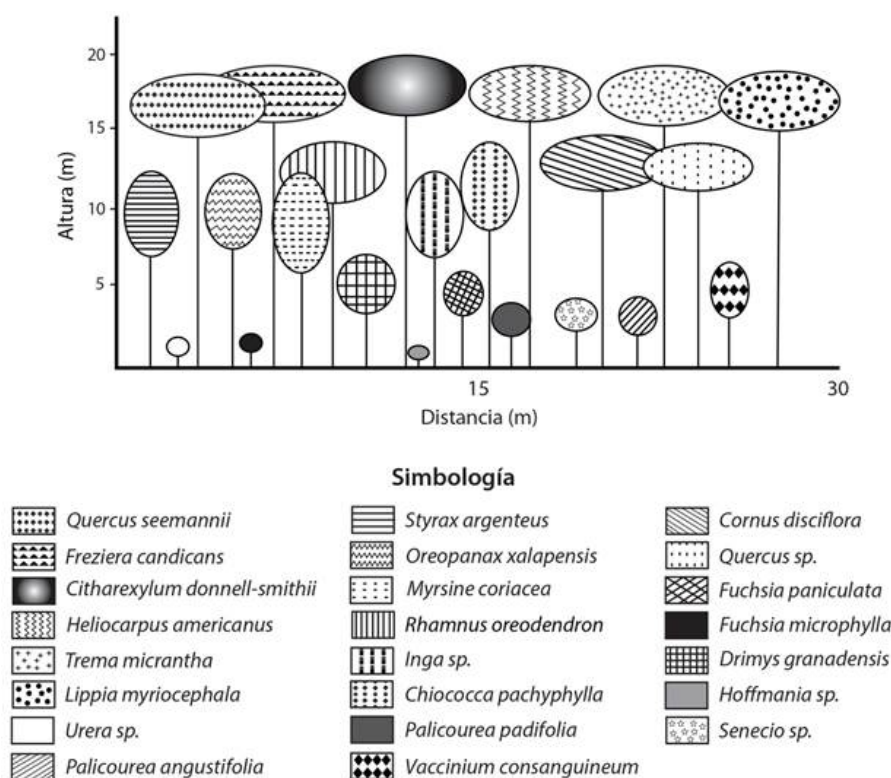 Altura (m)
20
15
10
5
15
30
Distancia (m)
Simbología
Quercus seemannii
Freziera candicans
Citharexylum donnell-smithii
Heliocarpus americanus
Trema micrantha
Lippia myriocephala
Urera sp.
Palicourea angustifolia
Styrax argenteus
Oreopanax xalapensis
Myrsine coriacea
Rhamnus oreodendron
Inga sp.
Chiococca pachyphylla
Palicourea padifolia
Vaccinium consanguineum
Cornus disciflora
Quercus sp.
Fuchsia paniculata
Fuchsia microphylla
Drimys granadensis
Hoffmania sp.
Senecio sp.